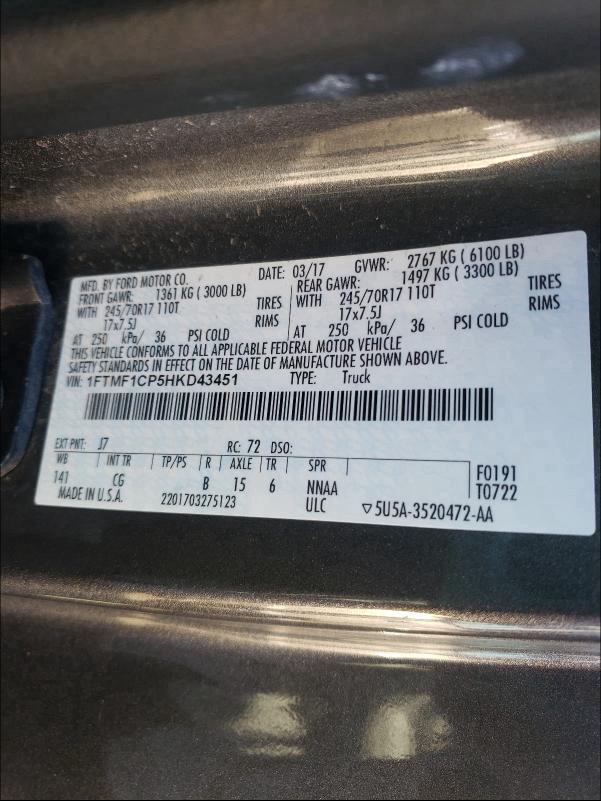 MFD. BY FORD MOTOR CO. DATE: 03/17 GVWR: 2767 KG ( 6100 LB)
FRONT GAWR: 1361 KG ( 3000 LB) REAR GAWR: 1497 KG ( 3300 LB)
WITH 245/70R17 110T TIRES WITH 245/70R17 110T TIRES
17x7.5J RIMS 17x7.5J RIMS
AT 250 kPa/ 36 PSI COLD AT 250 kPa/ 36 PSI COLD
THIS VEHICLE CONFORMS TO ALL APPLICABLE FEDERAL MOTOR VEHICLE
SAFETY STANDARDS IN EFFECT ON THE DATE OF MANUFACTURE SHOWN ABOVE.
VIN: 1FTMF1CP5HKD43451 TYPE: Truck
EXT PNT: J7 RC: 72 DSO:
WB INT TR TP/PS R AXLE TR SPR F0191
141 CG B 15 6 NNAA T0722
MADE IN U.S.A. 2201703275123 ULC ▽5U5A-3520472-AA